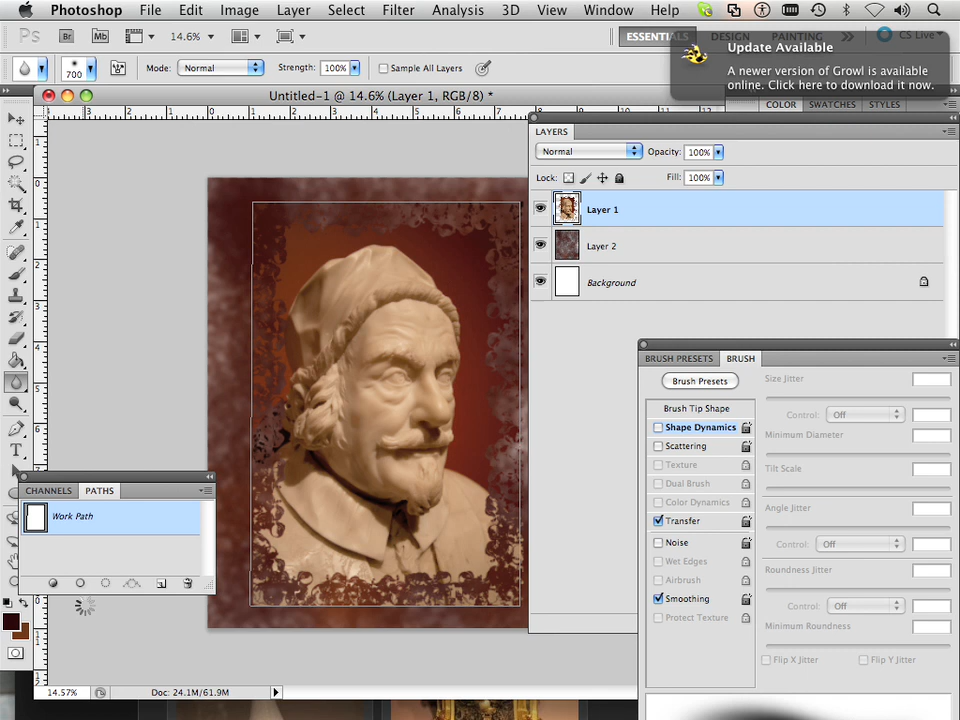 Photoshop File Edit Image Layer Select Filter Analysis 3D View Window Help
Ps Br Mb 14.6% ESSENTIALS DESIGN PAINTING CS Live
Update Available
A newer version of Growl is available
online. Click here to download it now.
700 Mode: Normal Strength: 100% Sample All Layers
Untitled-1 @ 14.6% (Layer 1, RGB/8) *
COLOR SWATCHES STYLES
LAYERS
Normal Opacity: 100%
Lock: Fill: 100%
Layer 1
Layer 2
Background
BRUSH PRESETS BRUSH
Brush Presets
Brush Tip Shape
Shape Dynamics
Scattering
Texture
Dual Brush
Color Dynamics
Transfer
Noise
Wet Edges
Airbrush
Smoothing
Protect Texture
Size Jitter
Control: Off
Minimum Diameter
Tilt Scale
Angle Jitter
Control: Off
Roundness Jitter
Control: Off
Minimum Roundness
Flip X Jitter Flip Y Jitter
CHANNELS PATHS
Work Path
14.57% Doc: 24.1M/61.9M